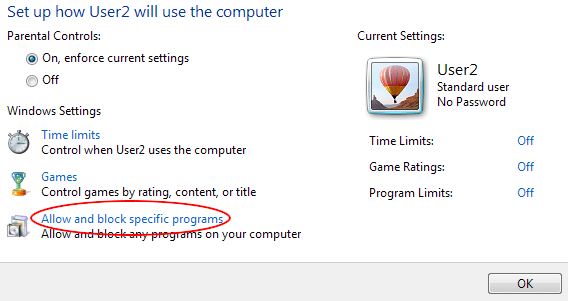 Set up how User2 will use the computer
Parental Controls:
On, enforce current settings
Off
Windows Settings
Time limits
Control when User2 uses the computer
Games
Control games by rating, content, or title
Allow and block specific programs
Allow and block any programs on your computer
Current Settings:
User2
Standard user
No Password
Time Limits: Off
Game Ratings: Off
Program Limits: Off
OK